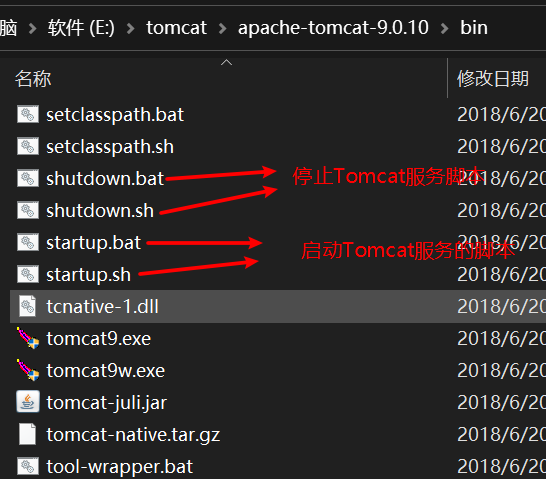 脑 > 软件 (E:) > tomcat > apache-tomcat-9.0.10 > bin
名称 修改日期
setclasspath.bat 2018/6/20
setclasspath.sh 2018/6/20
shutdown.bat 停止Tomcat服务脚本 2018/6/20
shutdown.sh 2018/6/20
startup.bat 启动Tomcat服务的脚本 2018/6/20
startup.sh 2018/6/20
tcnative-1.dll 2018/6/20
tomcat9.exe 2018/6/20
tomcat9w.exe 2018/6/20
tomcat-juli.jar 2018/6/20
tomcat-native.tar.gz 2018/6/20
tool-wrapper.bat 2018/6/20